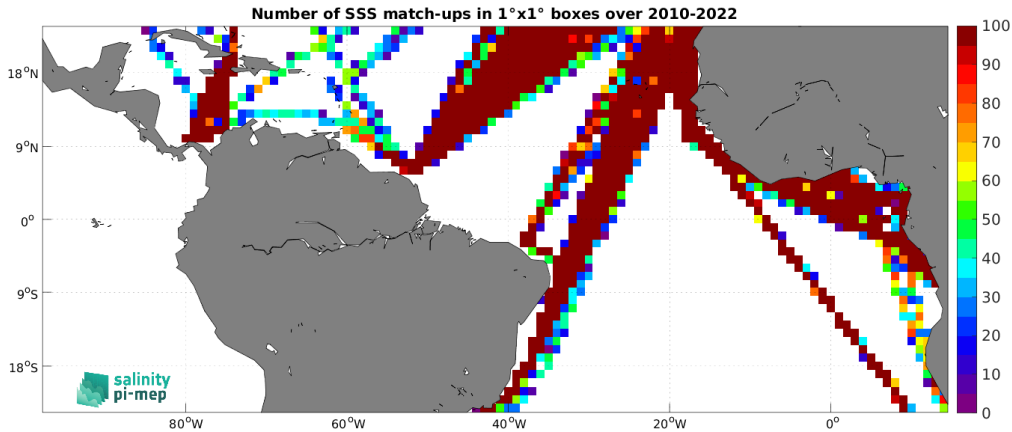 Number of SSS match-ups in 1°x1° boxes over 2010-2022
100
90
80
70
60
50
40
30
20
10
0
18°N
9°N
0°
9°S
18°S
salinity
pi-mep
80°W
60°W
40°W
20°W
0°